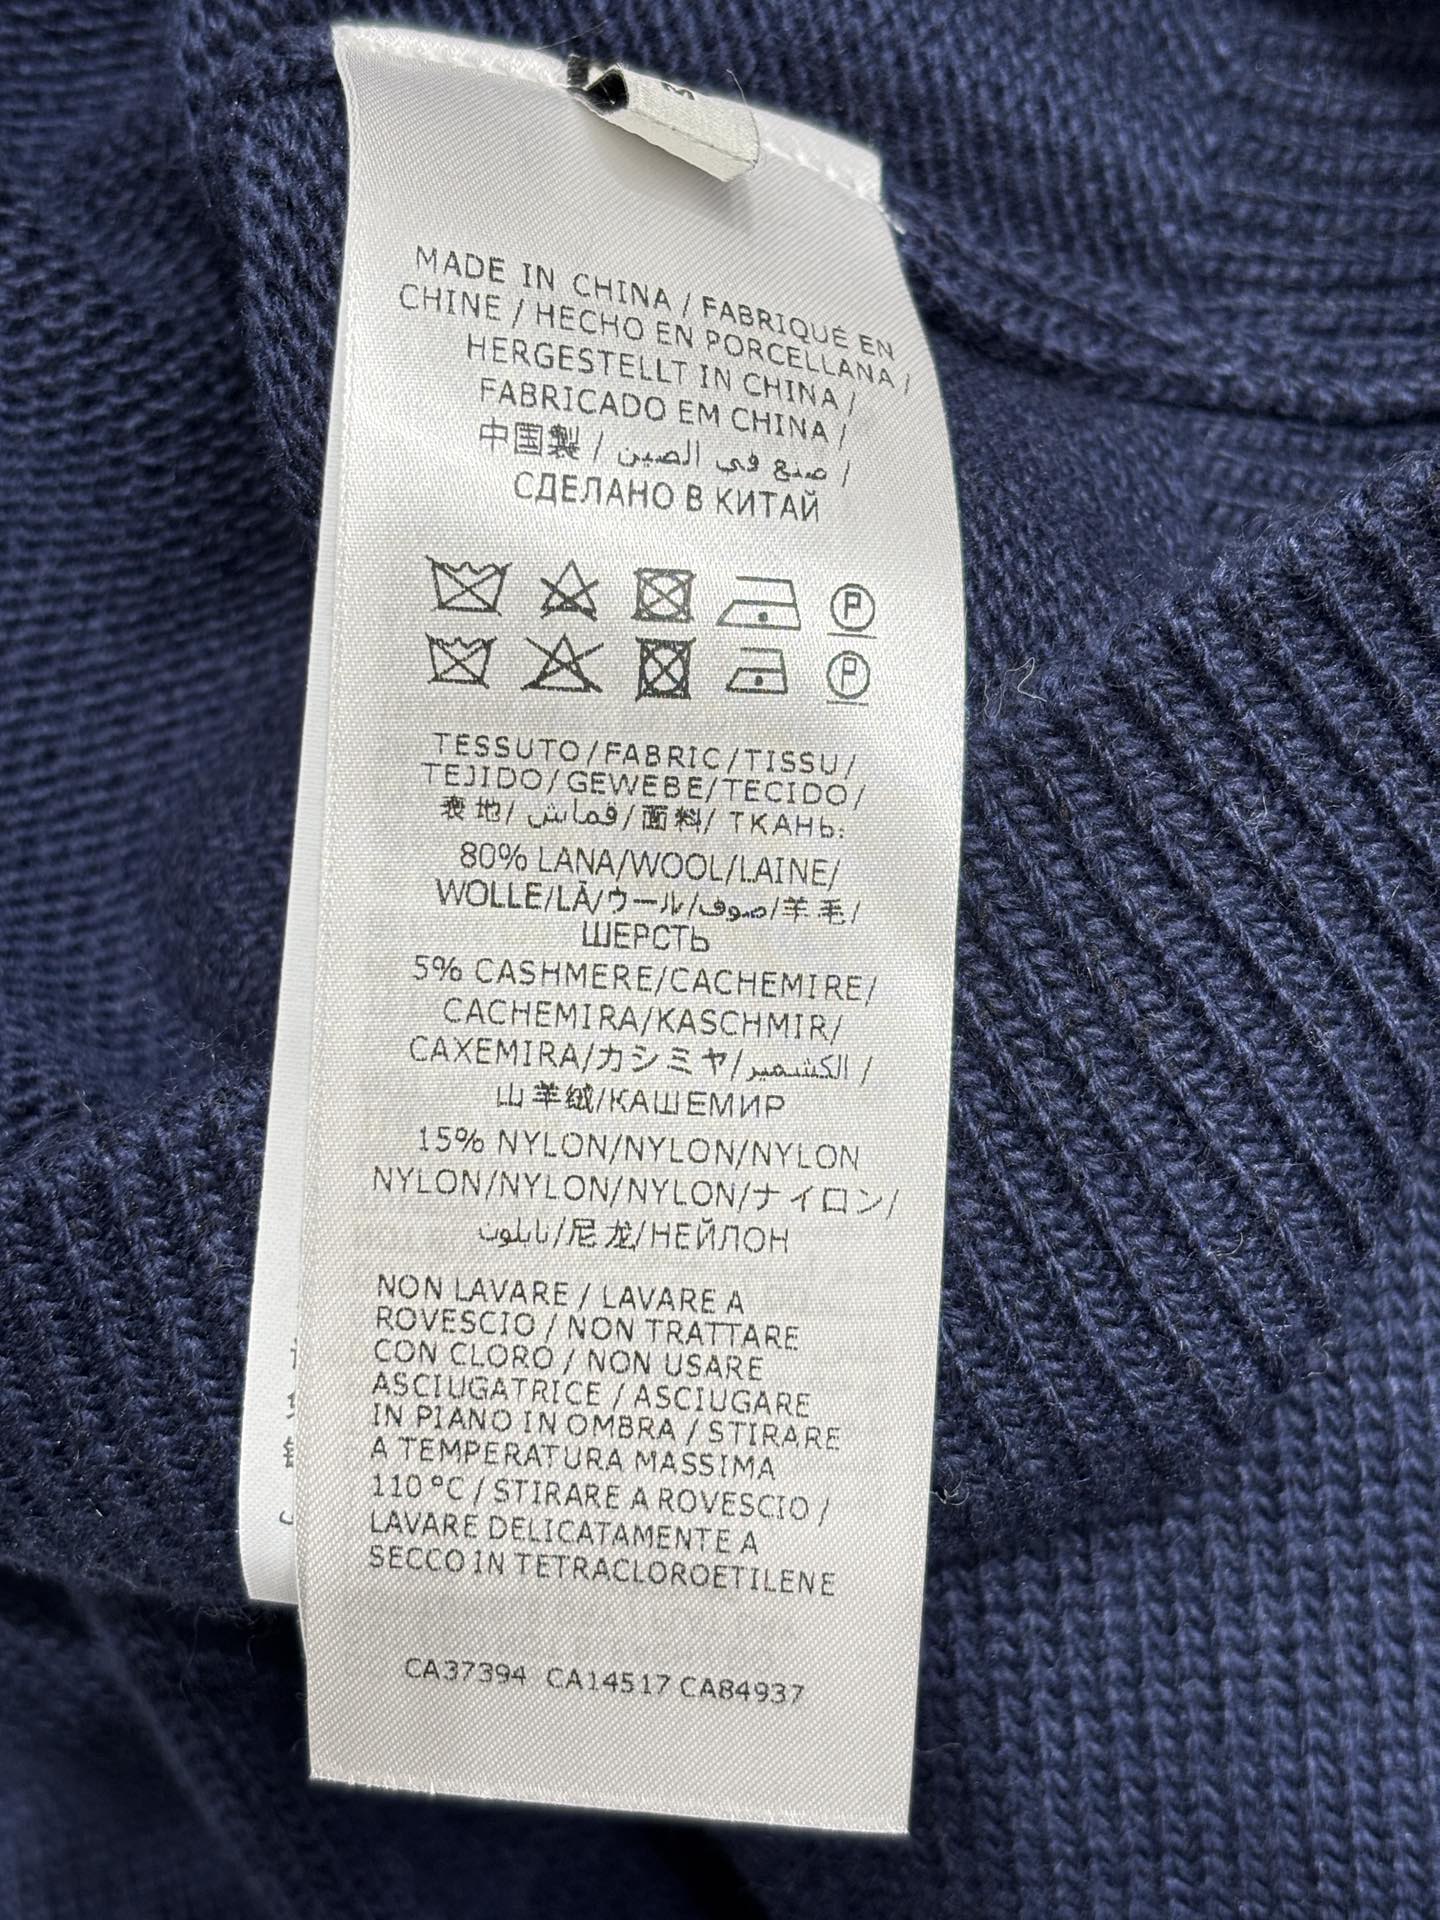 M
MADE IN CHINA / FABRIQUÉ EN
CHINE / HECHO EN PORCELLANA /
HERGESTELLT IN CHINA /
FABRICADO EM CHINA /
中国製 / صنع في الصين /
СДЕЛАНО В КИТАЙ
P
P
TESSUTO/FABRIC/TISSU/
TEJIDO/GEWEBE/TECIDO/
表地/قماش/面料/ ТКАНЬ:
80% LANA/WOOL/LAINE/
WOLLE/LÃ/ウール/صوف/羊毛/
ШЕРСТЬ
5% CASHMERE/CACHEMIRE/
CACHEMIRA/KASCHMIR/
CAXEMIRA/カシミヤ/الكشمير /
山羊绒/КАШЕМИР
15% NYLON/NYLON/NYLON
NYLON/NYLON/NYLON/ナイロン/
نايلون/尼龙/НЕЙЛОН
NON LAVARE / LAVARE A
ROVESCIO / NON TRATTARE
CON CLORO / NON USARE
ASCIUGATRICE / ASCIUGARE
IN PIANO IN OMBRA / STIRARE
A TEMPERATURA MASSIMA
110 °C / STIRARE A ROVESCIO /
LAVARE DELICATAMENTE A
SECCO IN TETRACLOROETILENE
CA37394 CA14517 CA84937